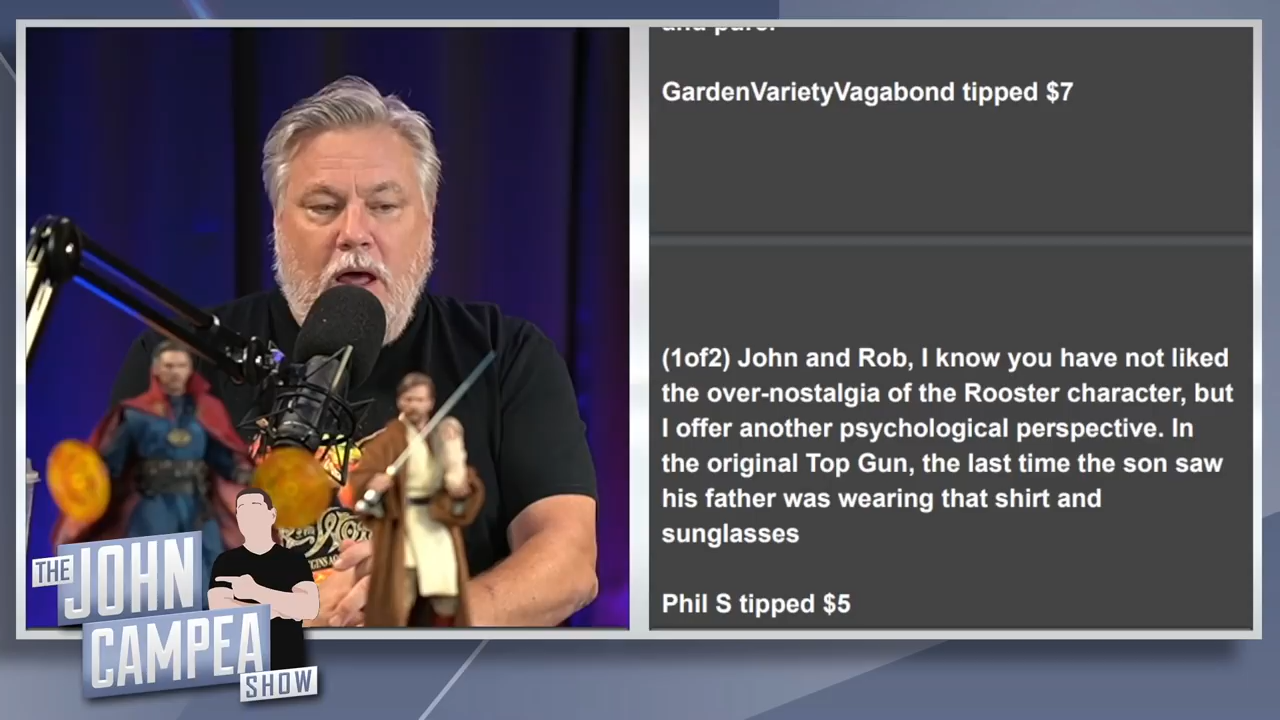 and pure.
GardenVarietyVagabond tipped $7
(1of2) John and Rob, I know you have not liked
the over-nostalgia of the Rooster character, but
I offer another psychological perspective. In
the original Top Gun, the last time the son saw
his father was wearing that shirt and
sunglasses
Phil S tipped $5
THE
JOHN
CAMPEA
SHOW